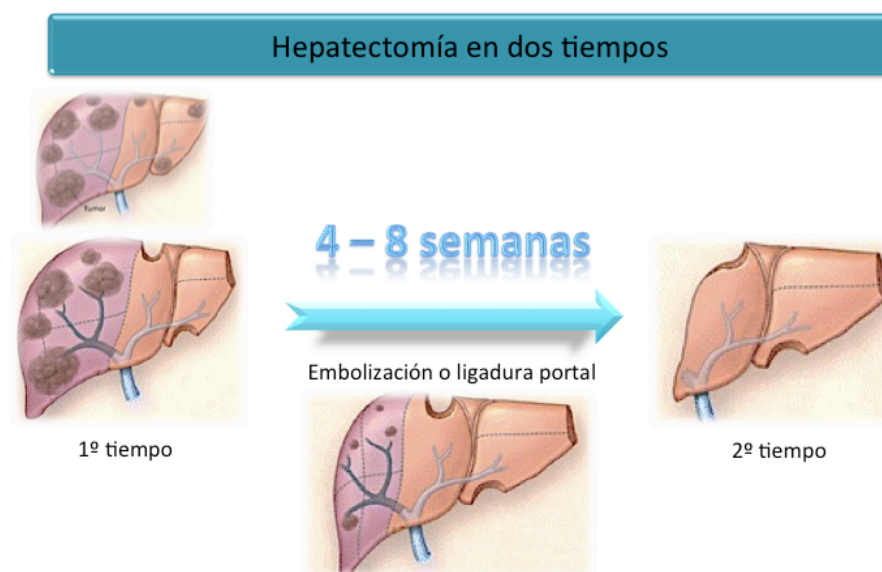 Hepatectomía en dos tiempos
Tumor
4 – 8 semanas
Embolización o ligadura portal
1º tiempo
2º tiempo